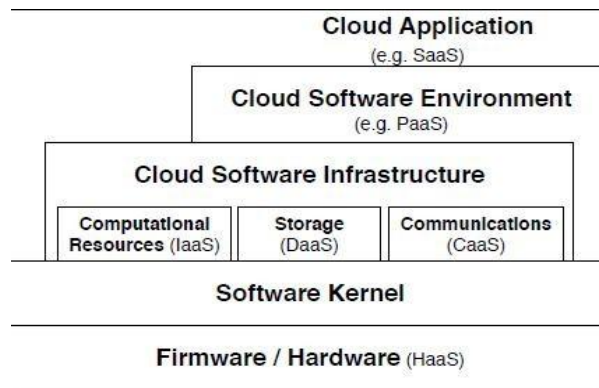 Cloud Application
(e.g. SaaS)
Cloud Software Environment
(e.g. PaaS)
Cloud Software Infrastructure
Computational
Resources (IaaS)
Storage
(DaaS)
Communications
(CaaS)
Software Kernel
Firmware / Hardware (HaaS)